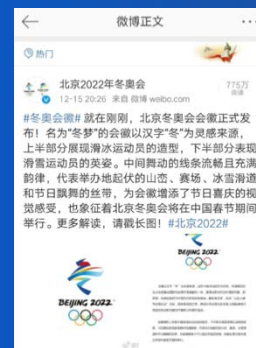 微博正文
热门
北京2022年冬奥会
775万
阅读
12-15 20:26 来自 微博 weibo.com
#冬奥会徽# 就在刚刚，北京冬奥会会徽正式发
布！名为“冬梦”的会徽以汉字“冬”为灵感来源，
上半部分展现滑冰运动员的造型，下半部分表现
滑雪运动员的英姿。中间舞动的线条流畅且充满
韵律，代表举办地起伏的山峦、赛场、冰雪滑道
和节日飘舞的丝带，为会徽增添了节日喜庆的视
觉感受，也象征着北京冬奥会将在中国春节期间
举行。更多解读，请戳长图！#北京2022#
BEIJING 2022
BEIJING 2022